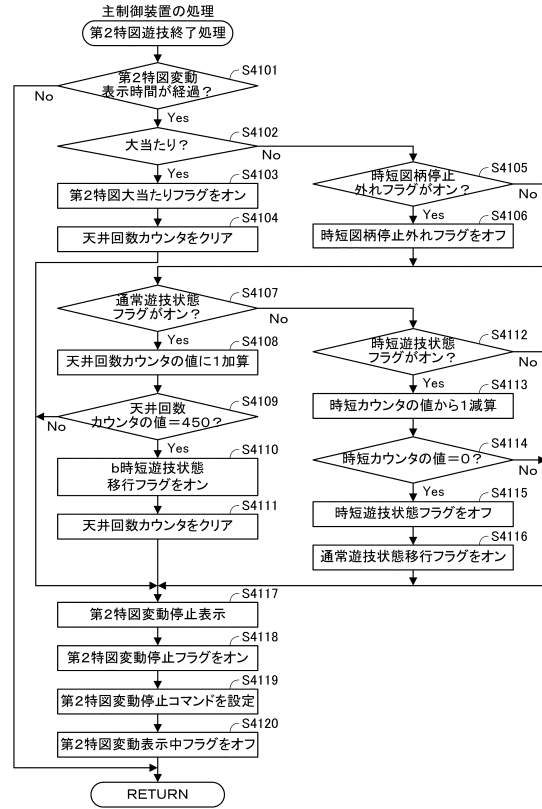 主制御装置の処理
第2特図遊技終了処理
S4101
第2特図変動
表示時間が経過？
No
Yes
S4102
大当たり？
No
Yes
S4103
第2特図大当たりフラグをオン
S4104
天井回数カウンタをクリア
S4105
時短図柄停止
外れフラグがオン？
No
Yes
S4106
時短図柄停止外れフラグをオフ
S4107
通常遊技状態
フラグがオン？
No
Yes
S4108
天井回数カウンタの値に1加算
S4109
天井回数
カウンタの値＝450？
No
Yes
S4110
b時短遊技状態
移行フラグをオン
S4111
天井回数カウンタをクリア
S4112
時短遊技状態
フラグがオン？
No
Yes
S4113
時短カウンタの値から1減算
S4114
時短カウンタの値＝0？
No
Yes
S4115
時短遊技状態フラグをオフ
S4116
通常遊技状態移行フラグをオン
S4117
第2特図変動停止表示
S4118
第2特図変動停止フラグをオン
S4119
第2特図変動停止コマンドを設定
S4120
第2特図変動表示中フラグをオフ
RETURN